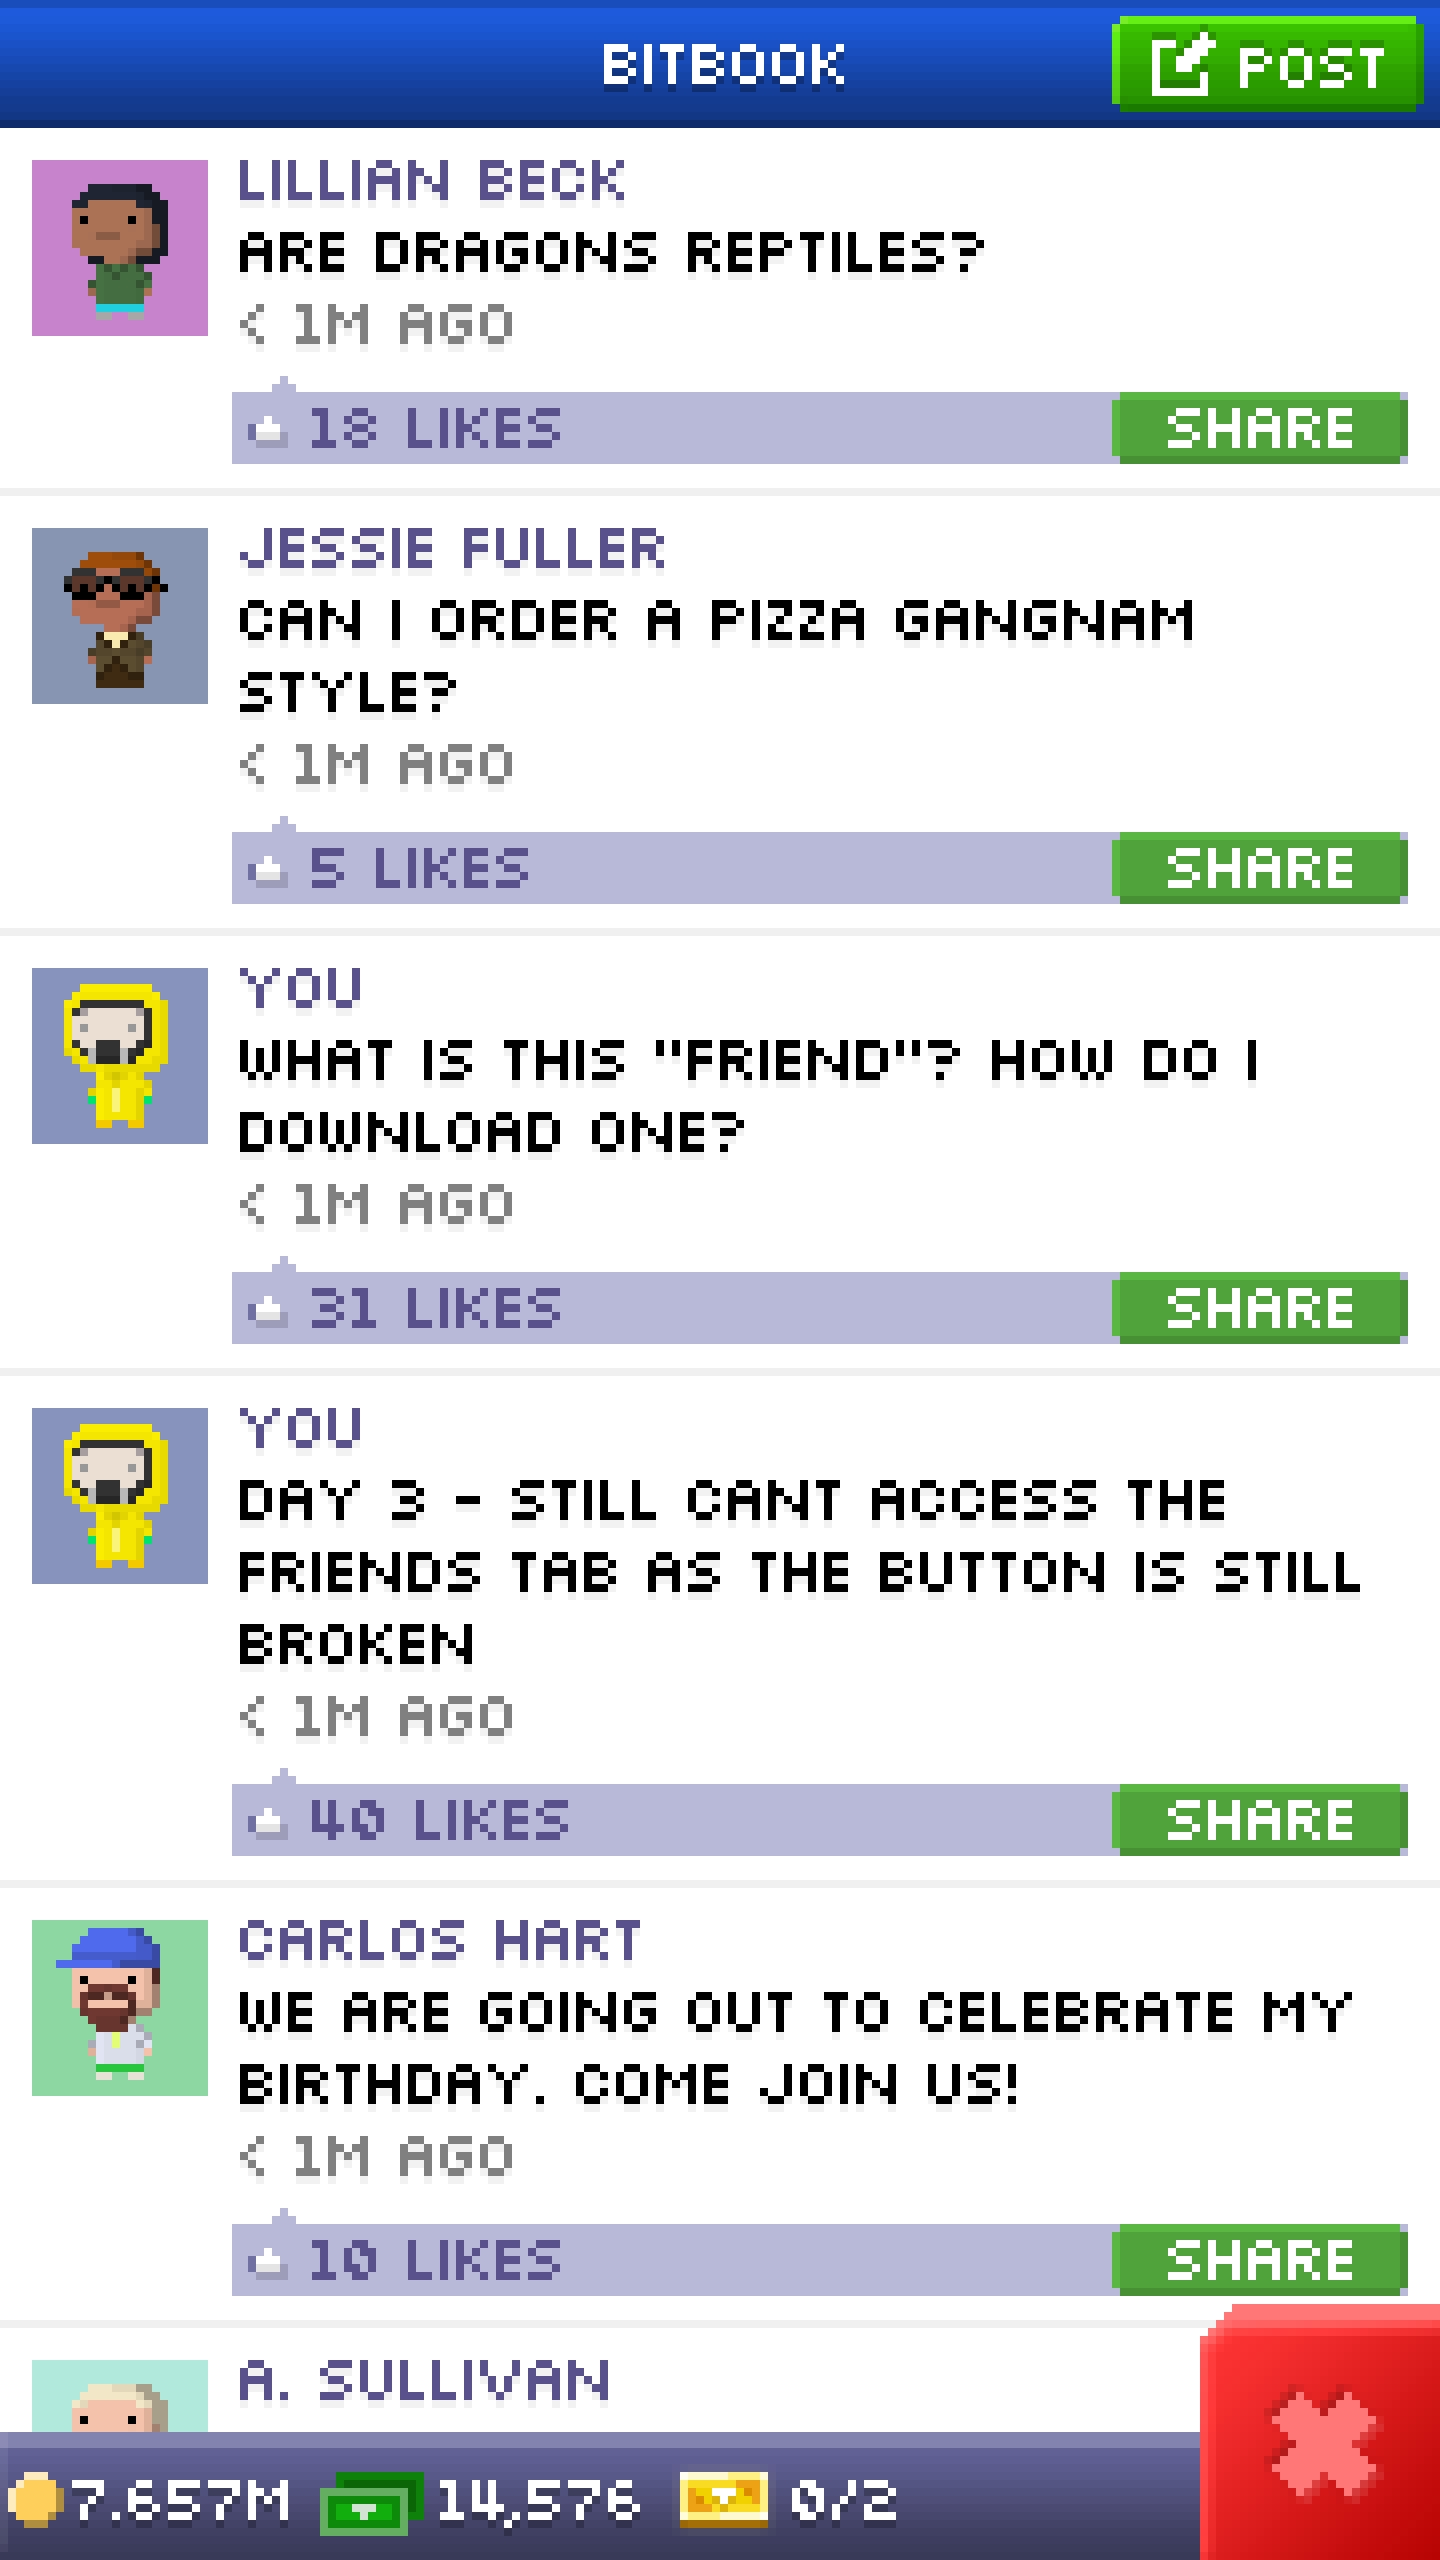 BITBOOK
POST
LILLIAN BECK
ARE DRAGONS REPTILES?
< 1M AGO
18 LIKES
SHARE
JESSIE FULLER
CAN I ORDER A PIZZA GANGNAM
STYLE?
< 1M AGO
5 LIKES
SHARE
YOU
WHAT IS THIS "FRIEND"? HOW DO I
DOWNLOAD ONE?
< 1M AGO
31 LIKES
SHARE
YOU
DAY 3 - STILL CANT ACCESS THE
FRIENDS TAB AS THE BUTTON IS STILL
BROKEN
< 1M AGO
40 LIKES
SHARE
CARLOS HART
WE ARE GOING OUT TO CELEBRATE MY
BIRTHDAY. COME JOIN US!
< 1M AGO
10 LIKES
SHARE
A. SULLIVAN
7.657M 14,576 0/2